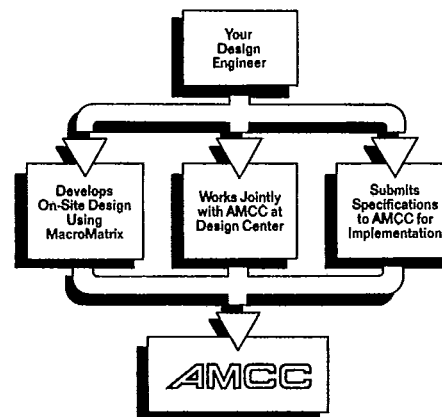 Your
Design
Engineer
Develops
On-Site Design
Using
MacroMatrix
Works Jointly
with AMCC at
Design Center
Submits
Specifications
to AMCC for
Implementation
AMCC